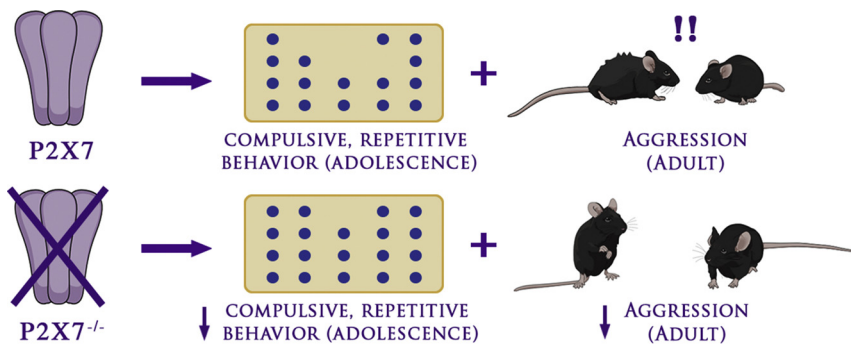 !!
P2X7
COMPULSIVE, REPETITIVE
BEHAVIOR (ADOLESCENCE)
+
AGGRESSION
(ADULT)
P2X7-/-
COMPULSIVE, REPETITIVE
BEHAVIOR (ADOLESCENCE)
+
AGGRESSION
(ADULT)